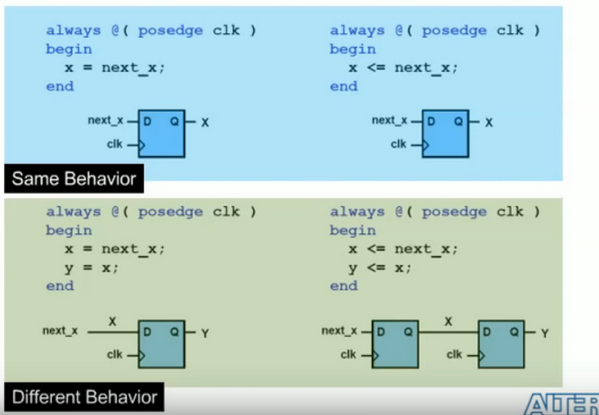 always @( posedge clk )
begin
x = next_x;
end
next_x D Q X
clk
always @( posedge clk )
begin
x <= next_x;
end
next_x D Q X
clk
Same Behavior
always @( posedge clk )
begin
x = next_x;
y = x;
end
next_x X D Q Y
clk
always @( posedge clk )
begin
x <= next_x;
y <= x;
end
next_x D Q X D Q Y
clk clk
Different Behavior